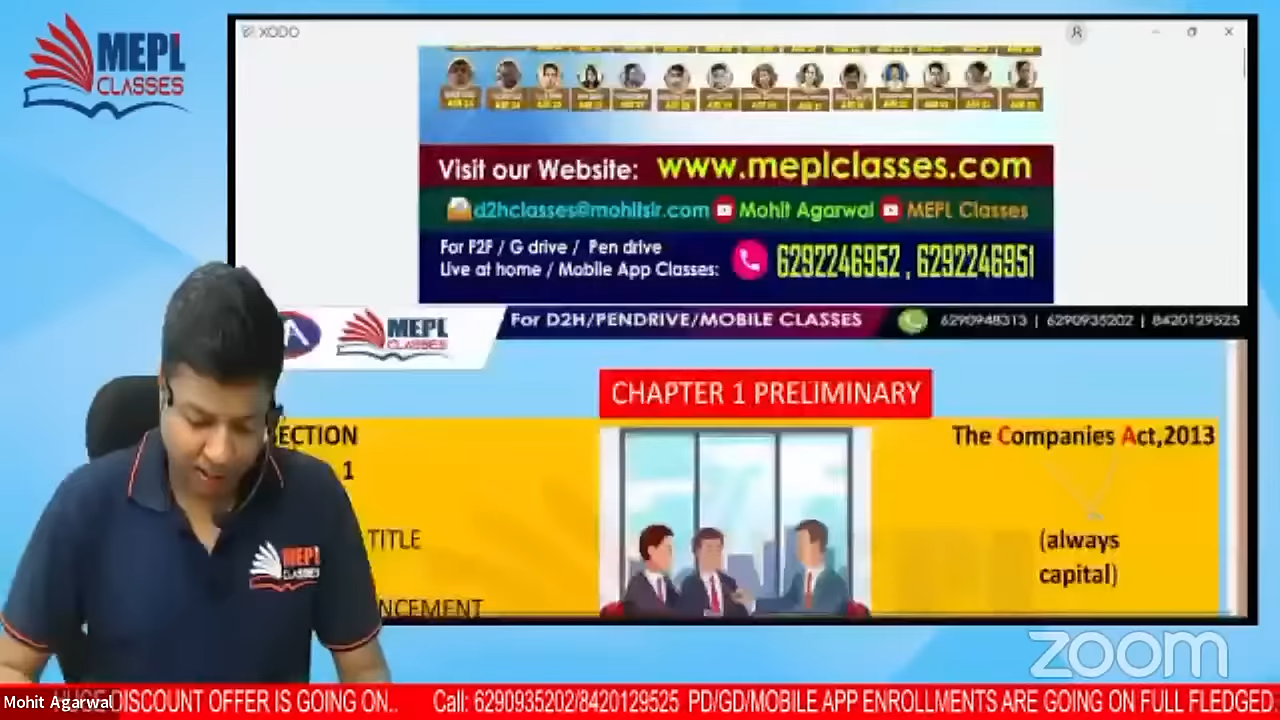 MEPL
CLASSES
XODO
Visit our Website: www.meplclasses.com
d2hclasses@mohitsir.com Mohit Agarwal MEPL Classes
For F2F / G drive / Pen drive
Live at home / Mobile App Classes: 6292246952 , 6292246951
A MEPL CLASSES For D2H/PENDRIVE/MOBILE CLASSES 6290948313 | 6290935202 | 8420129525
CHAPTER 1 PRELIMINARY
ECTION
1
The Companies Act,2013
TITLE
(always
capital)
NCEMENT
MEPL
CLASSES
zoom
Mohit Agarwal
DISCOUNT OFFER IS GOING ON.. Call: 6290935202/8420129525 PD/GD/MOBILE APP ENROLLMENTS ARE GOING ON FULL FLEDGED.